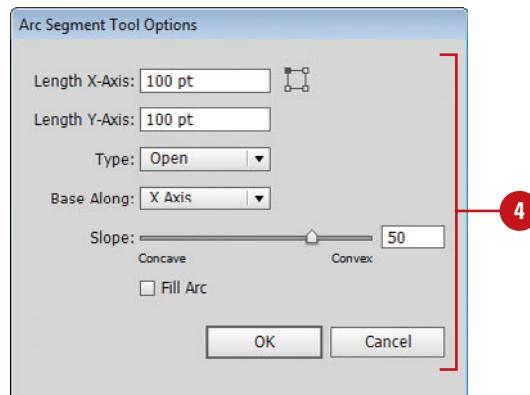 Arc Segment Tool Options
Length X-Axis: 100 pt
Length Y-Axis: 100 pt
Type: Open
Base Along: X Axis
Slope: 50
Concave Convex
Fill Arc
OK Cancel
4